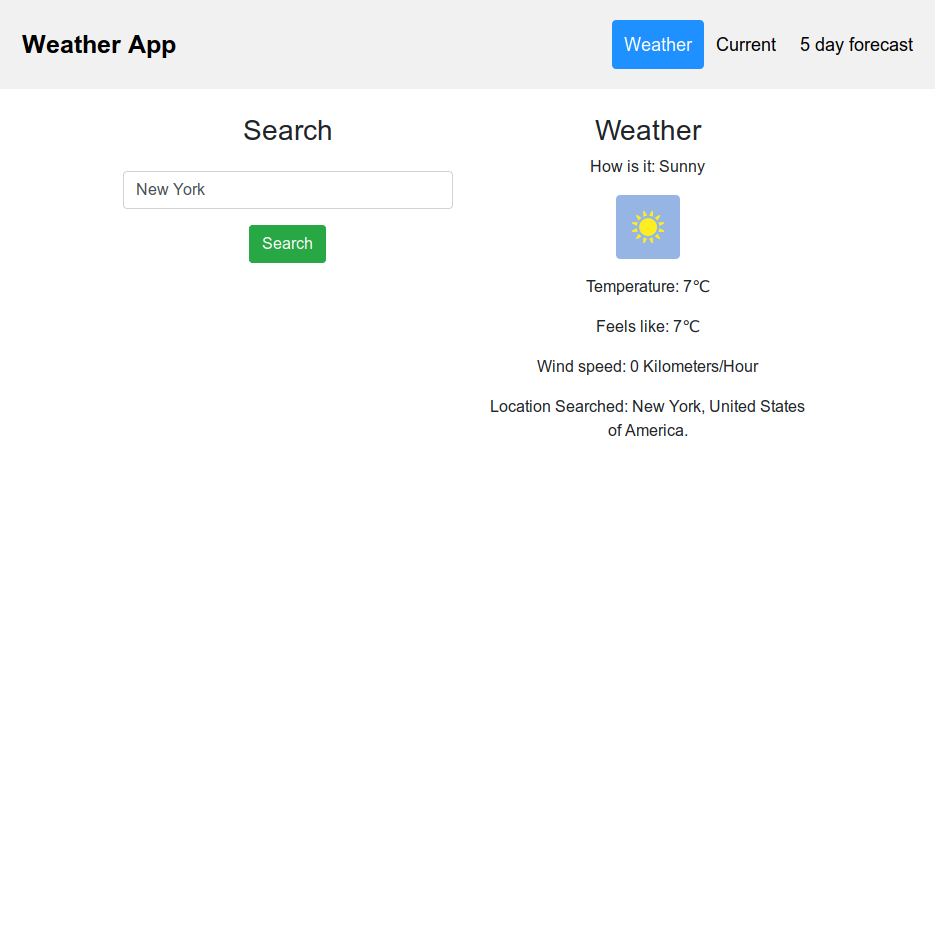 Weather App
Weather
Current
5 day forecast
Search
New York
Search
Weather
How is it: Sunny
Temperature: 7℃
Feels like: 7℃
Wind speed: 0 Kilometers/Hour
Location Searched: New York, United States
of America.